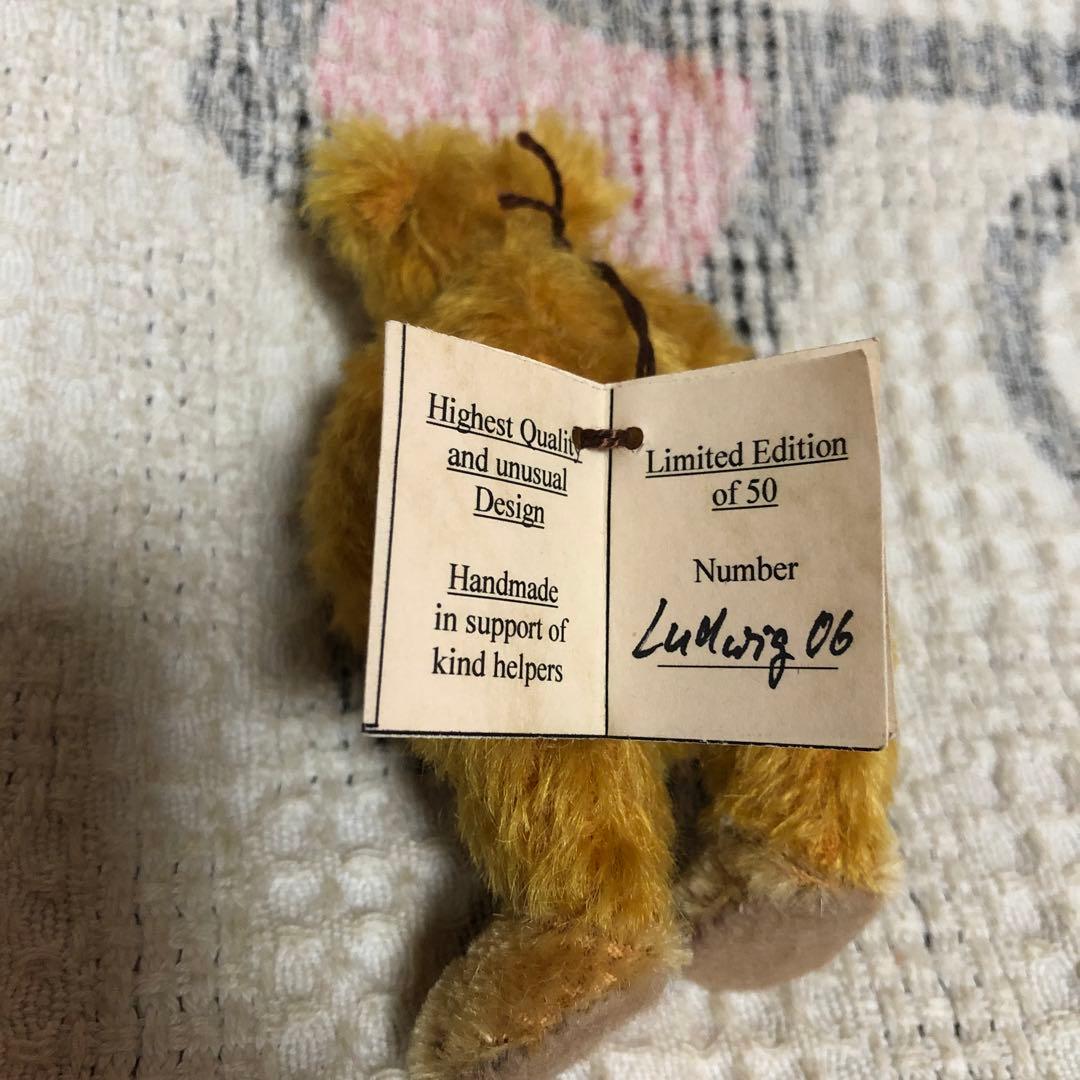 Highest Quality
and unusual
Design
Handmade
in support of
kind helpers
Limited Edition
of 50
Number
Ludwig 06